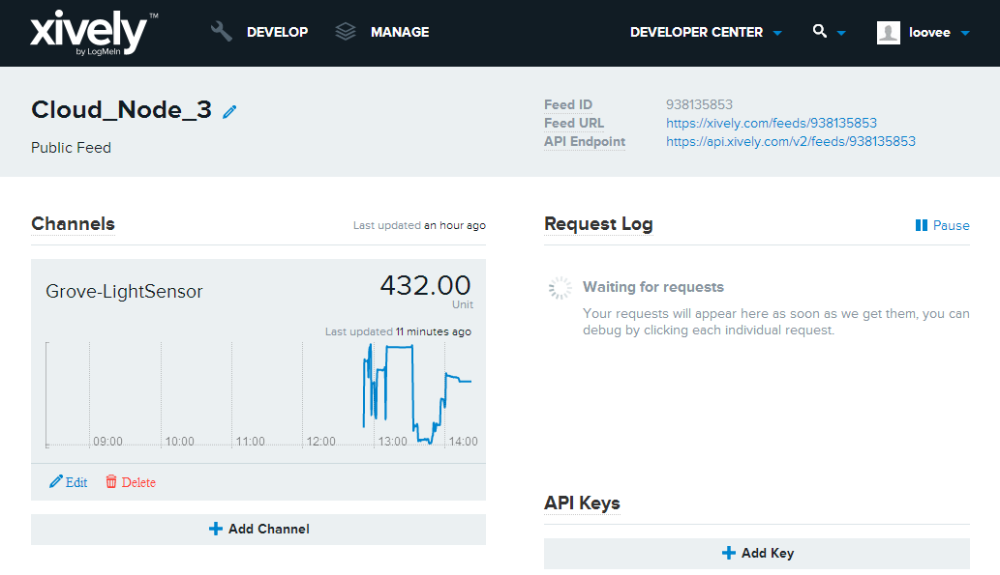 xively™
by LogMeIn
DEVELOP
MANAGE
DEVELOPER CENTER
loovee
Cloud_Node_3
Public Feed
Feed ID 938135853
Feed URL https://xively.com/feeds/938135853
API Endpoint https://api.xively.com/v2/feeds/938135853
Channels
Last updated an hour ago
Grove-LightSensor
432.00
Unit
Last updated 11 minutes ago
09:00 10:00 11:00 12:00 13:00 14:00
Edit Delete
Add Channel
Request Log
Pause
Waiting for requests
Your requests will appear here as soon as we get them, you can
debug by clicking each individual request.
API Keys
Add Key